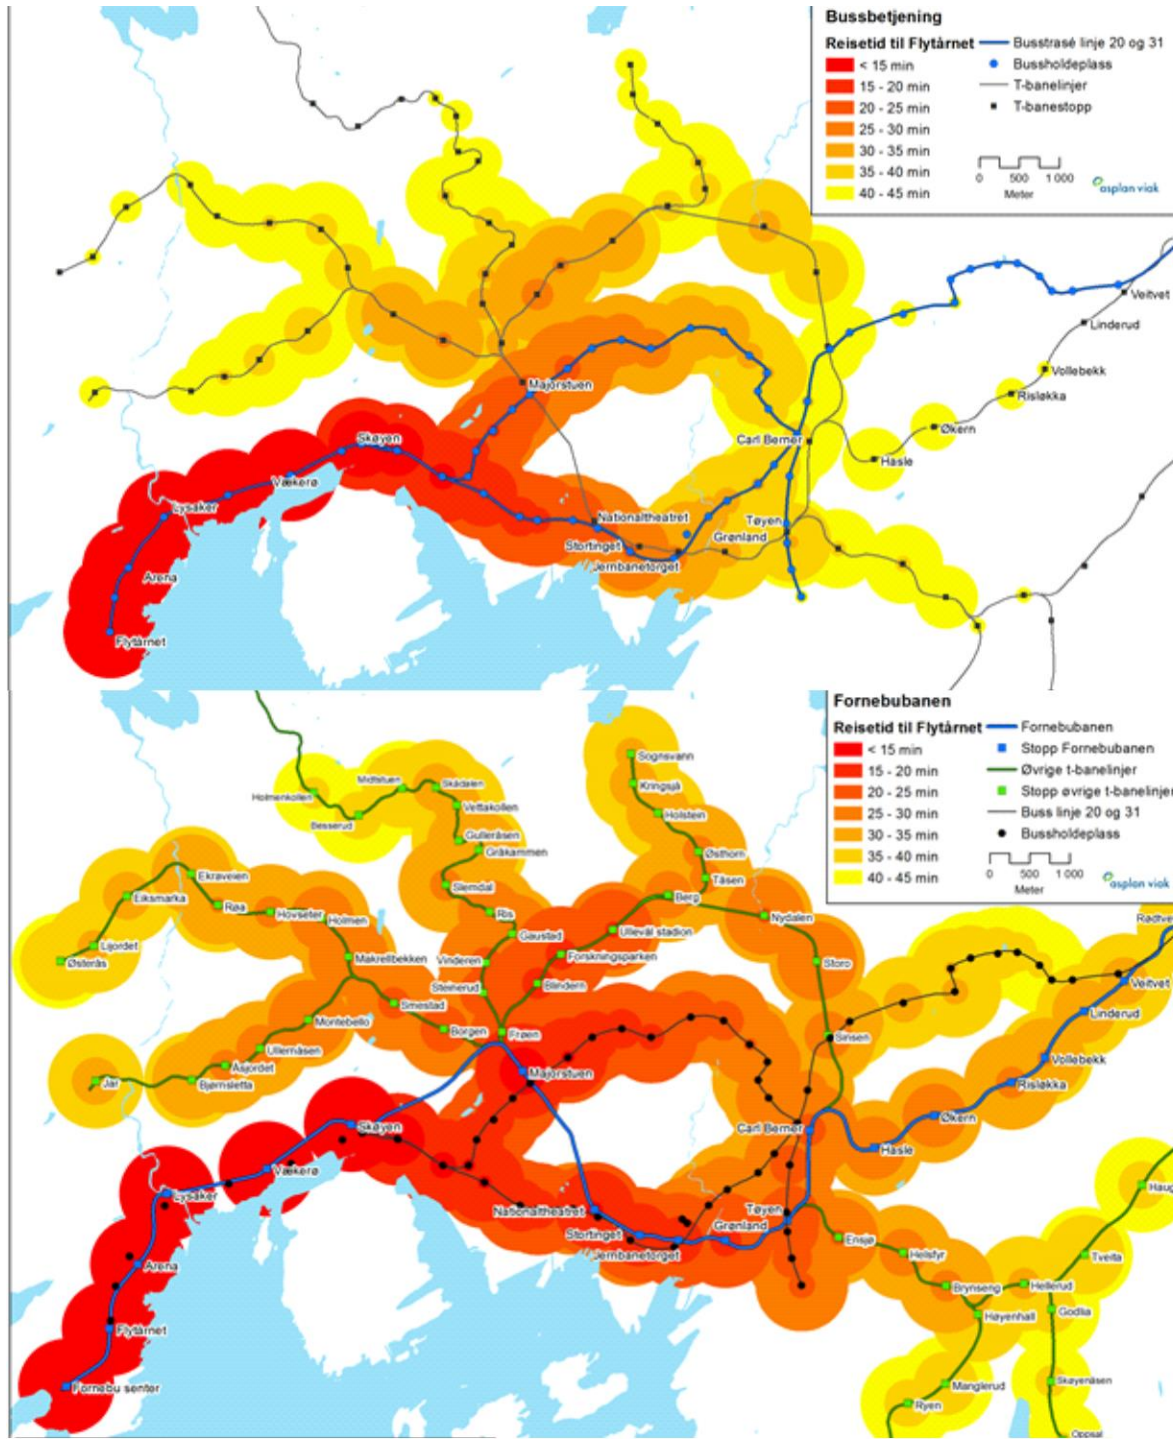 Bussbetjening
Reisetid til Flytårnet
< 15 min
15 - 20 min
20 - 25 min
25 - 30 min
30 - 35 min
35 - 40 min
40 - 45 min
Busstrasé linje 20 og 31
Bussholdeplass
T-banelinjer
T-banestopp
0 500 1 000
Meter
asplan viak
Veitvet
Linderud
Vollebekk
Risløkka
Økern
Hasle
Majorstuen
Carl Berner
Skøyen
Vækerø
Lysaker
Nationaltheatret
Tøyen
Stortinget
Grønland
Jernbanetorget
Arena
Flytårnet
Fornebubanen
Reisetid til Flytårnet
< 15 min
15 - 20 min
20 - 25 min
25 - 30 min
30 - 35 min
35 - 40 min
40 - 45 min
Fornebubanen
Stopp Fornebubanen
Øvrige t-banelinjer
Stopp øvrige t-banelinjer
Buss linje 20 og 31
Bussholdeplass
0 500 1 000
Meter
asplan viak
Sognsvann
Kringsjå
Holstein
Østhorn
Tåsen
Berg
Nydalen
Ullevål stadion
Storo
Forskningsparken
Blindern
Midtstuen
Skådalen
Holmenkollen
Vettakollen
Besserud
Gulleråsen
Gråkammen
Slemdal
Ris
Gaustad
Vinderen
Steinerud
Frøen
Ekraveien
Eiksmarka
Røa
Hovseter
Holmen
Lijordet
Østerås
Makrellbekken
Smestad
Borgen
Montebello
Ullernåsen
Åsjordet
Bjørnsletta
Jar
Majorstuen
Sinsen
Rødtve
Veitvet
Linderud
Vollebekk
Risløkka
Økern
Hasle
Carl Berner
Skøyen
Vækerø
Lysaker
Nationaltheatret
Tøyen
Stortinget
Grønland
Jernbanetorget
Arena
Flytårnet
Fornebu senter
Ensjø
Helsfyr
Brynseng
Hellerud
Haug
Tveita
Høyenhall
Godlia
Manglerud
Skøyenåsen
Ryen
Oppsal